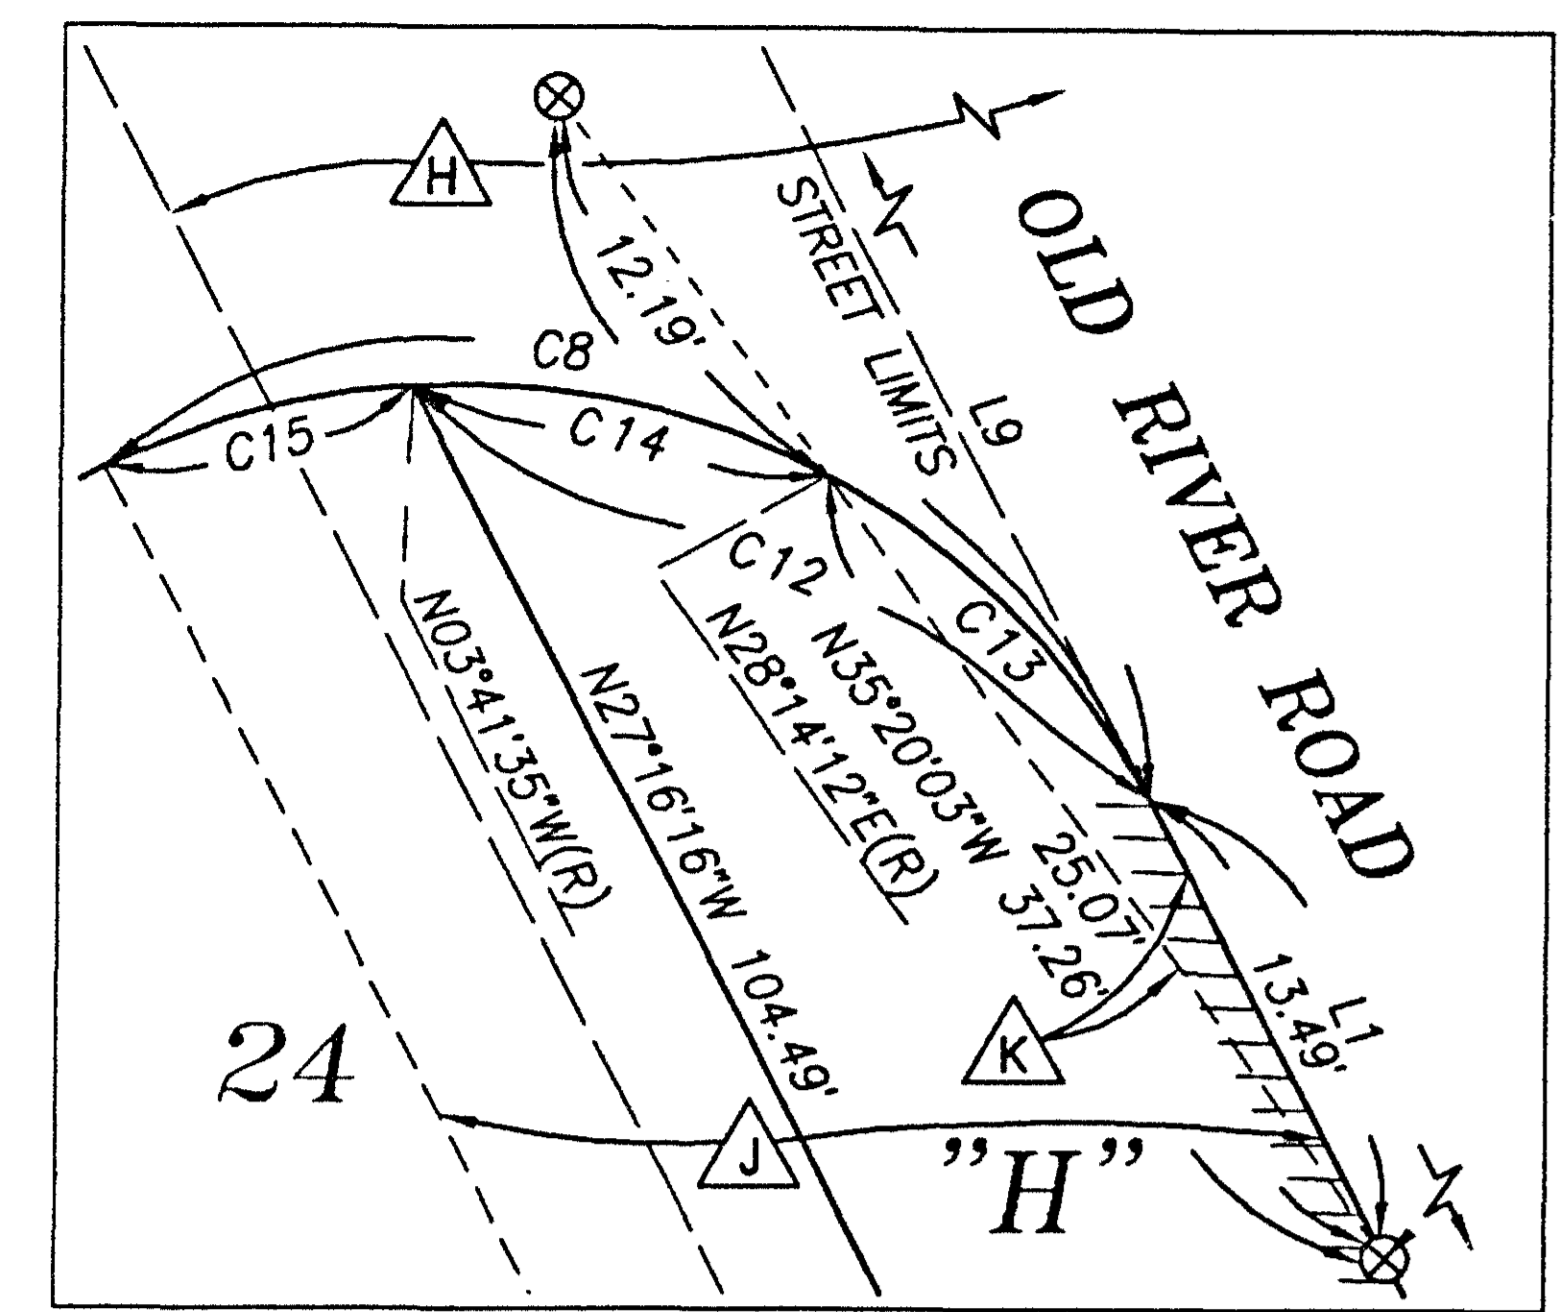 H
12.19'
STREET LIMITS
L9
OLD RIVER ROAD
C8
C15
C14
C12
C13
N03°41'35"W(R)
N27°16'16"W 104.49'
N28°14'12"E(R)
N35°20'03"W 37.26'
25.07'
L1
13.49'
K
24
J
"H"